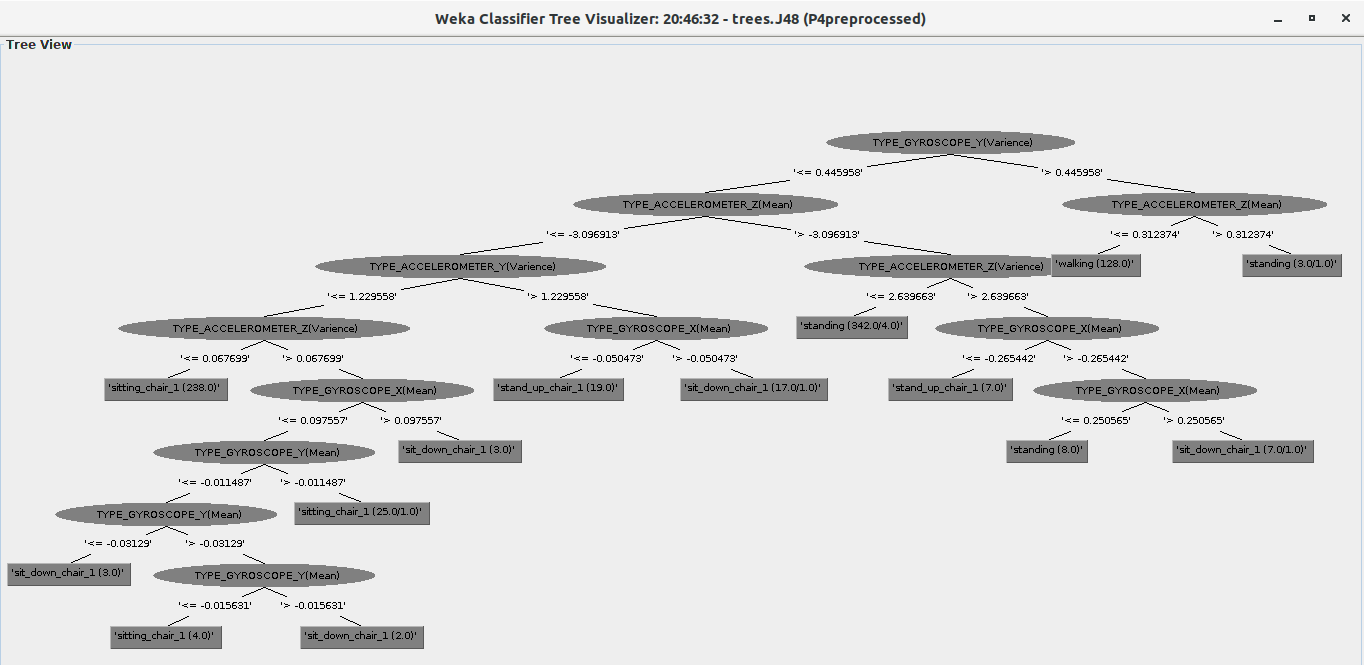 Weka Classifier Tree Visualizer: 20:46:32 - trees.J48 (P4preprocessed)
Tree View
TYPE_GYROSCOPE_Y(Varience)
'<= 0.445958' '> 0.445958'
TYPE_ACCELEROMETER_Z(Mean) TYPE_ACCELEROMETER_Z(Mean)
'<= -3.096913' '> -3.096913' '<= 0.312374' '> 0.312374'
TYPE_ACCELEROMETER_Y(Varience) TYPE_ACCELEROMETER_Z(Varience) 'walking (128.0)' 'standing (3.0/1.0)'
'<= 1.229558' '> 1.229558' '<= 2.639663' '> 2.639663'
TYPE_ACCELEROMETER_Z(Varience) TYPE_GYROSCOPE_X(Mean) 'standing (342.0/4.0)' TYPE_GYROSCOPE_X(Mean)
'<= 0.067699' '> 0.067699' '<= -0.050473' '> -0.050473' '<= -0.265442' '> -0.265442'
'sitting_chair_1 (238.0)' TYPE_GYROSCOPE_X(Mean) 'stand_up_chair_1 (19.0)' 'sit_down_chair_1 (17.0/1.0)' 'stand_up_chair_1 (7.0)' TYPE_GYROSCOPE_X(Mean)
'<= 0.097557' '> 0.097557' '<= 0.250565' '> 0.250565'
TYPE_GYROSCOPE_Y(Mean) 'sit_down_chair_1 (3.0)' 'standing (8.0)' 'sit_down_chair_1 (7.0/1.0)'
'<= -0.011487' '> -0.011487'
TYPE_GYROSCOPE_Y(Mean) 'sitting_chair_1 (25.0/1.0)'
'<= -0.03129' '> -0.03129'
'sit_down_chair_1 (3.0)' TYPE_GYROSCOPE_Y(Mean)
'<= -0.015631' '> -0.015631'
'sitting_chair_1 (4.0)' 'sit_down_chair_1 (2.0)'